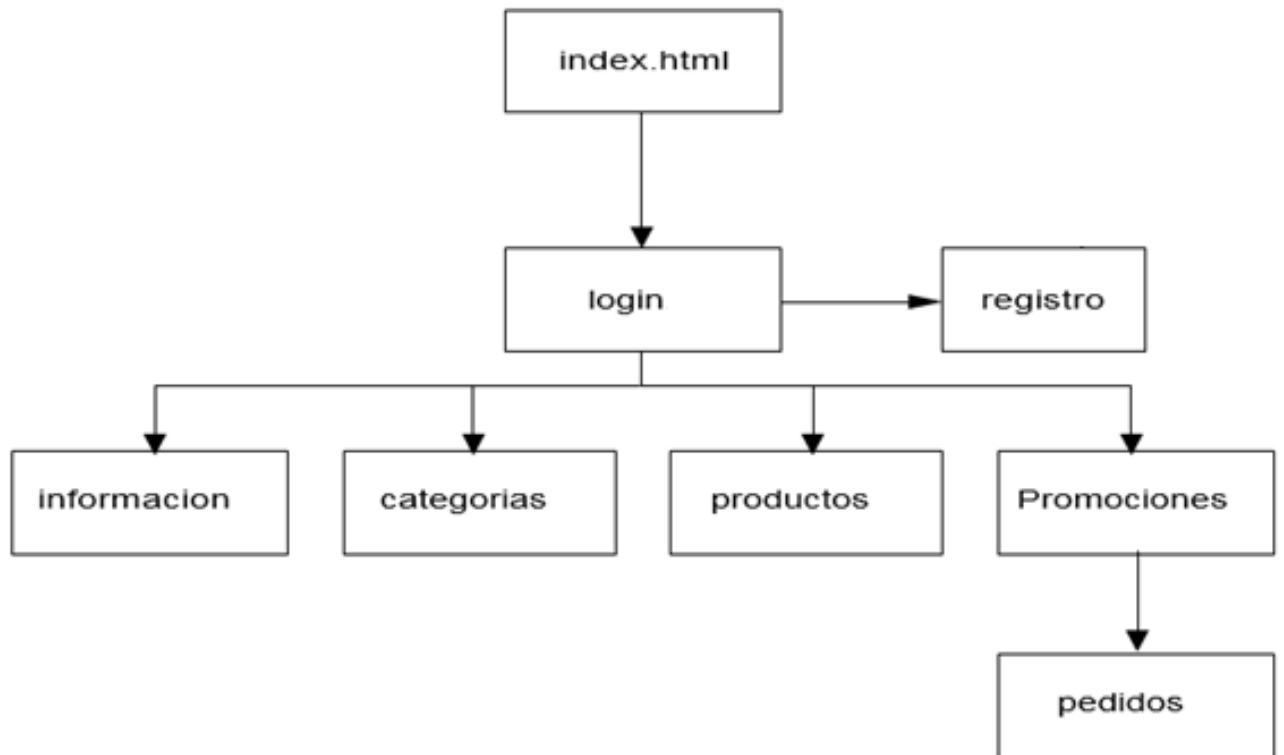 index.html
login
registro
informacion
categorias
productos
Promociones
pedidos